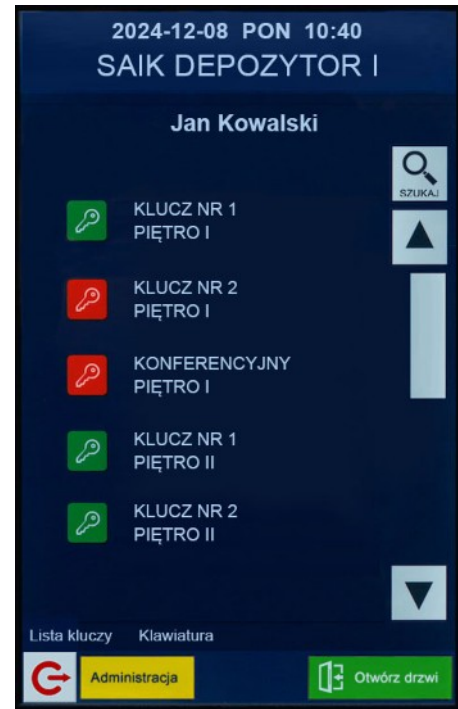 2024-12-08 PON 10:40
SAIK DEPOZYTOR I
Jan Kowalski
SZUKAJ
KLUCZ NR 1
PIĘTRO I
KLUCZ NR 2
PIĘTRO I
KONFERENCYJNY
PIĘTRO I
KLUCZ NR 1
PIĘTRO II
KLUCZ NR 2
PIĘTRO II
Lista kluczy Klawiatura
Administracja
Otwórz drzwi